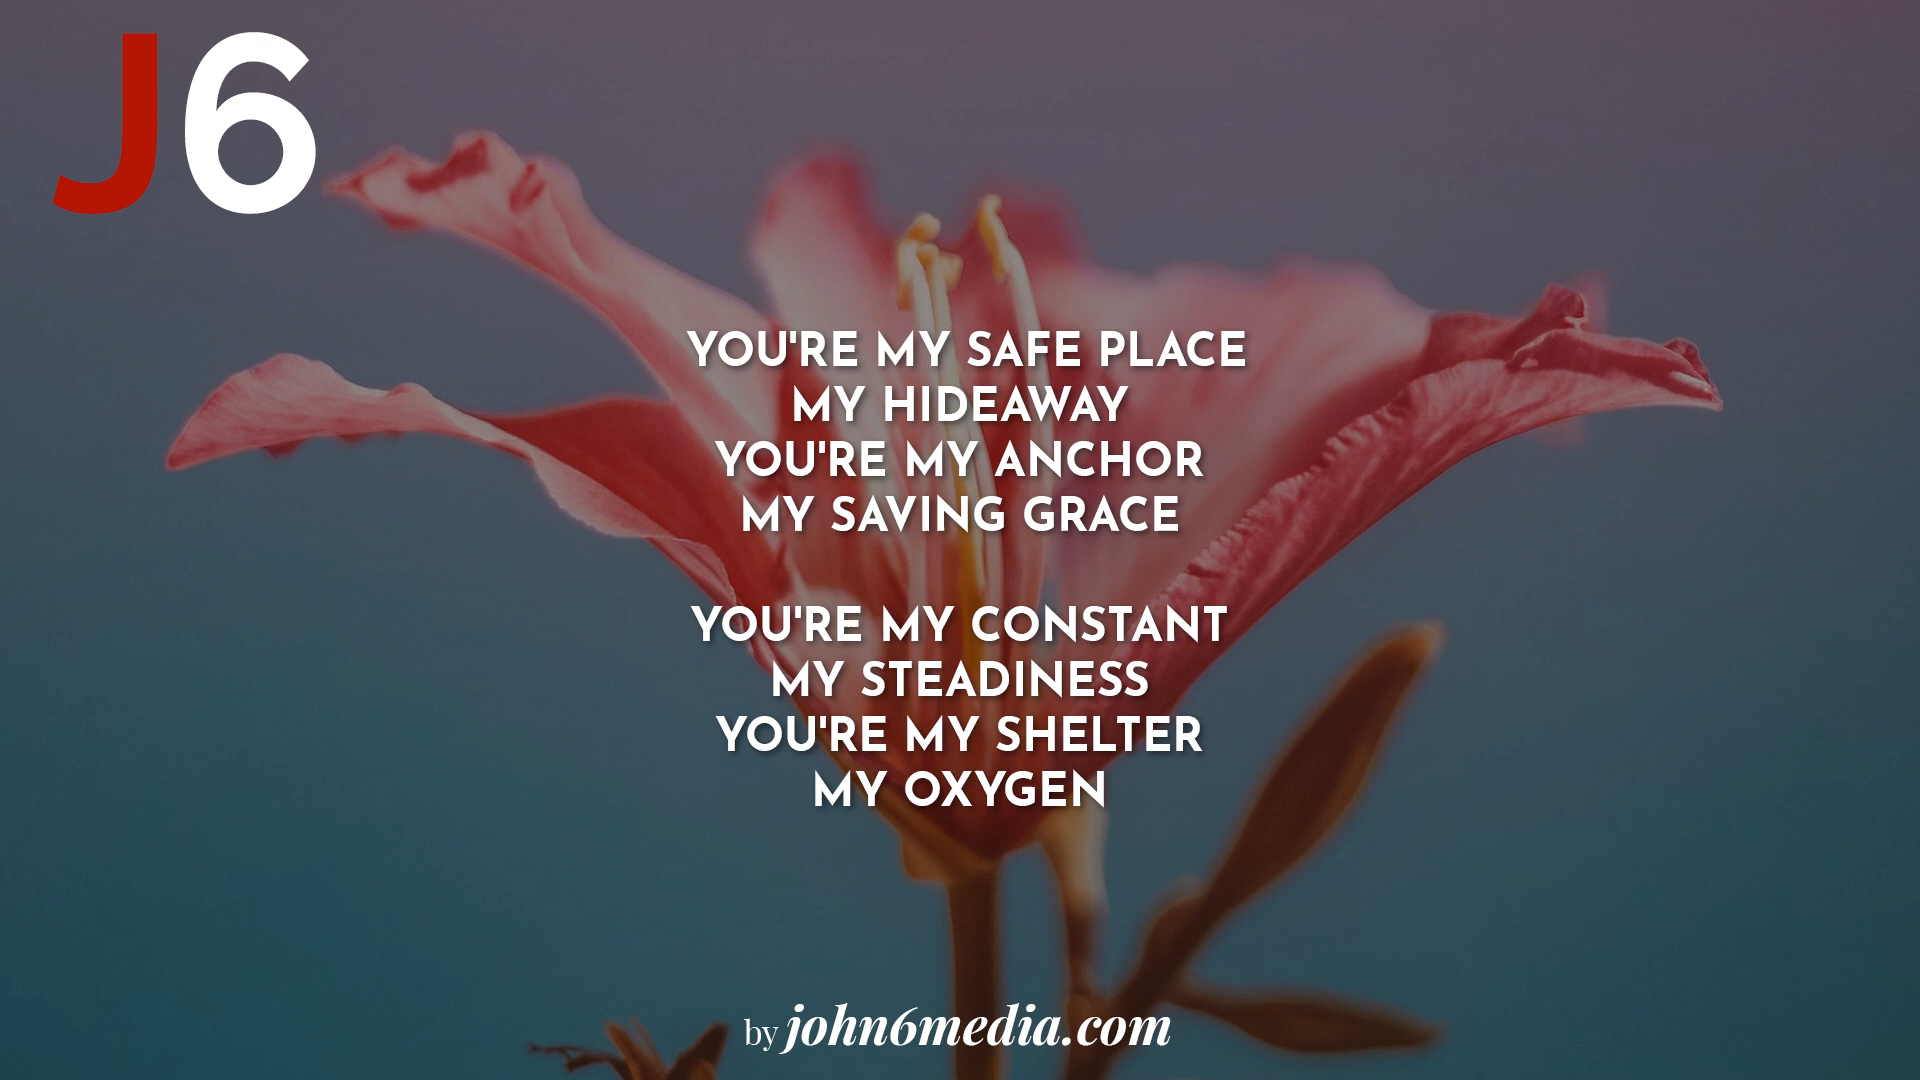 J6
YOU'RE MY SAFE PLACE
MY HIDEAWAY
YOU'RE MY ANCHOR
MY SAVING GRACE
YOU'RE MY CONSTANT
MY STEADINESS
YOU'RE MY SHELTER
MY OXYGEN
by john6media.com